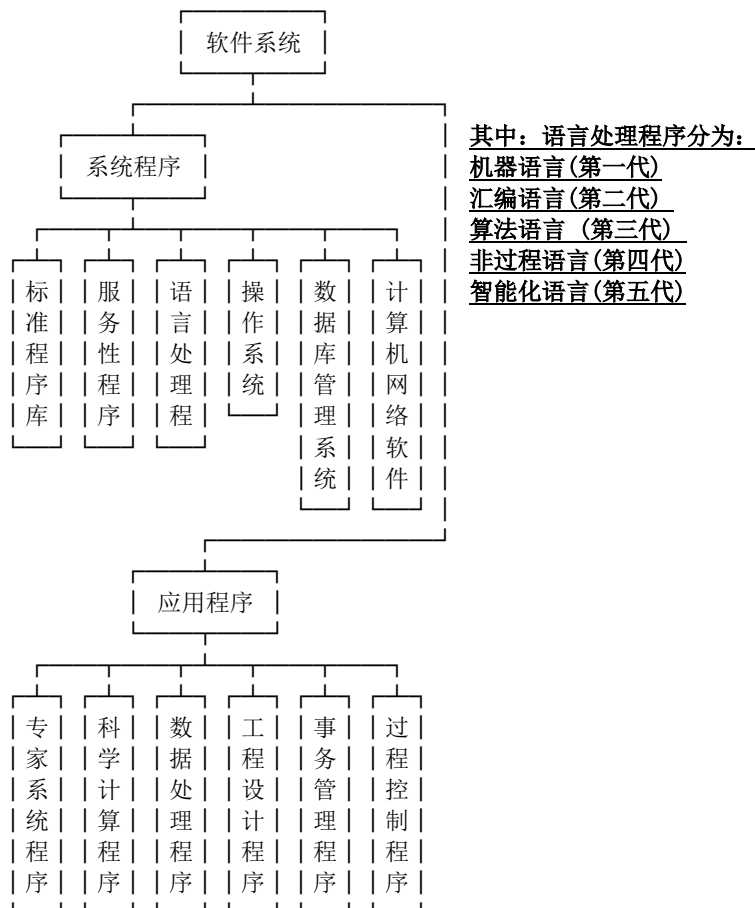 软件系统
其中：语言处理程序分为：
机器语言(第一代)
汇编语言(第二代)
算法语言 (第三代)
非过程语言(第四代)
智能化语言(第五代)
系统程序
标准程序库
服务性程序
语言处理程
操作系统
数据库管理系统
计算机网络软件
应用程序
专家系统程序
科学计算程序
数据处理程序
工程设计程序
事务管理程序
过程控制程序